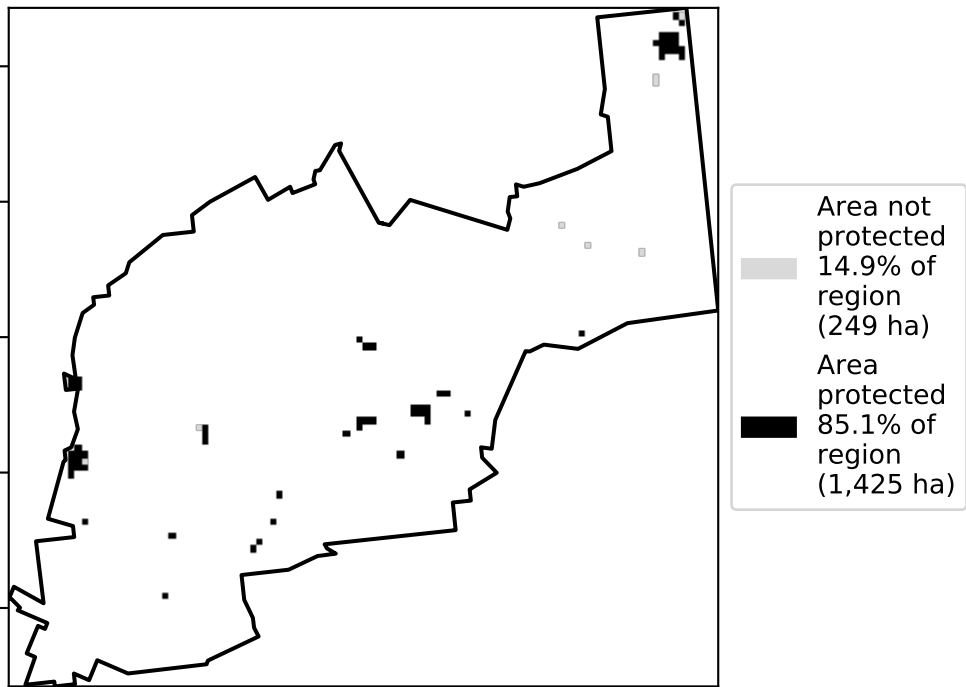 Area not
protected
14.9% of
region
(249 ha)
Area
protected
85.1% of
region
(1,425 ha)